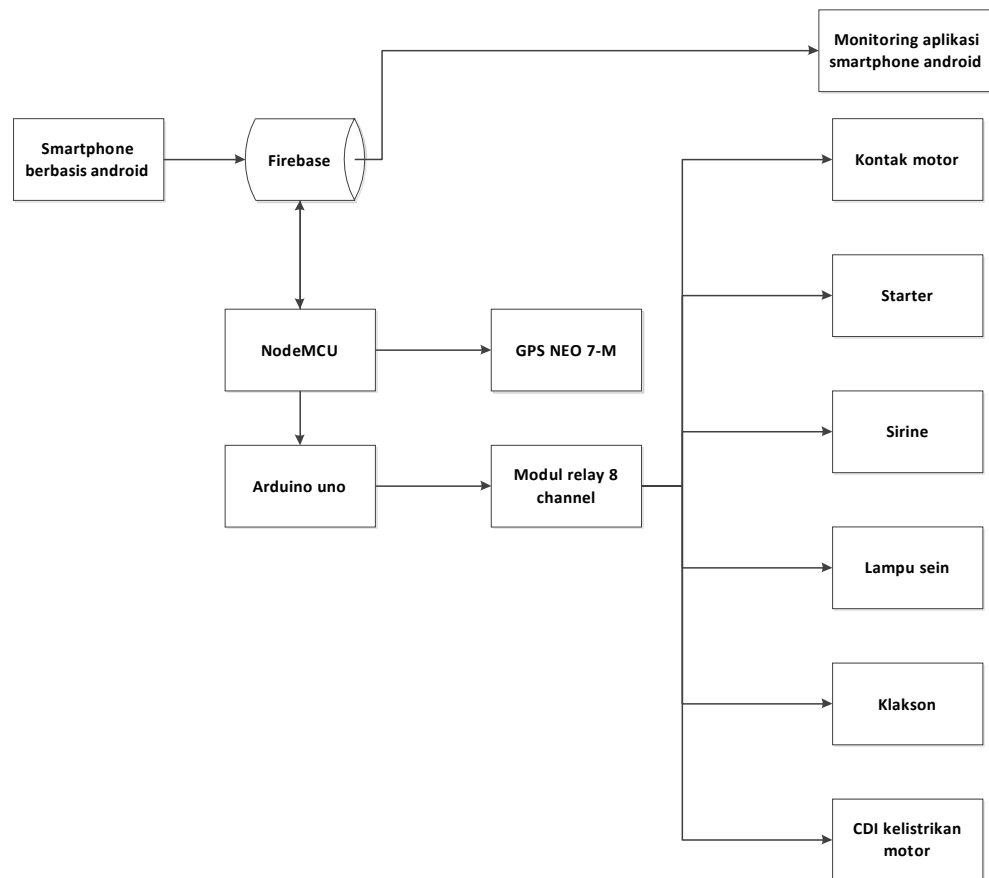 Monitoring aplikasi
smartphone android
Smartphone
berbasis android
Firebase
Kontak motor
Starter
NodeMCU
GPS NEO 7-M
Sirine
Arduino uno
Modul relay 8
channel
Lampu sein
Klakson
CDI kelistrikan
motor